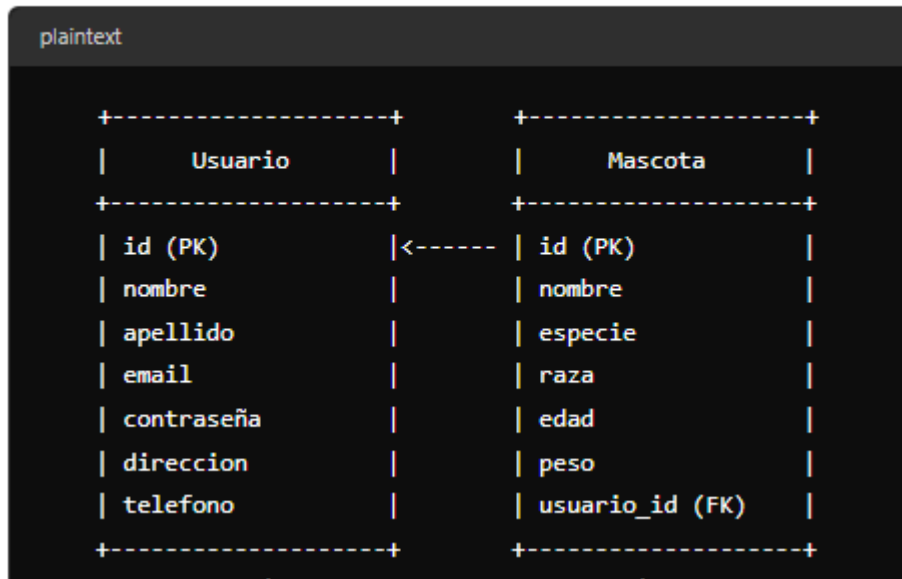 plaintext
+--------------------+ +--------------------+
| Usuario | | Mascota |
+--------------------+ +--------------------+
| id (PK) |<------ | id (PK) |
| nombre | | nombre |
| apellido | | especie |
| email | | raza |
| contraseña | | edad |
| direccion | | peso |
| telefono | | usuario_id (FK) |
+--------------------+ +--------------------+